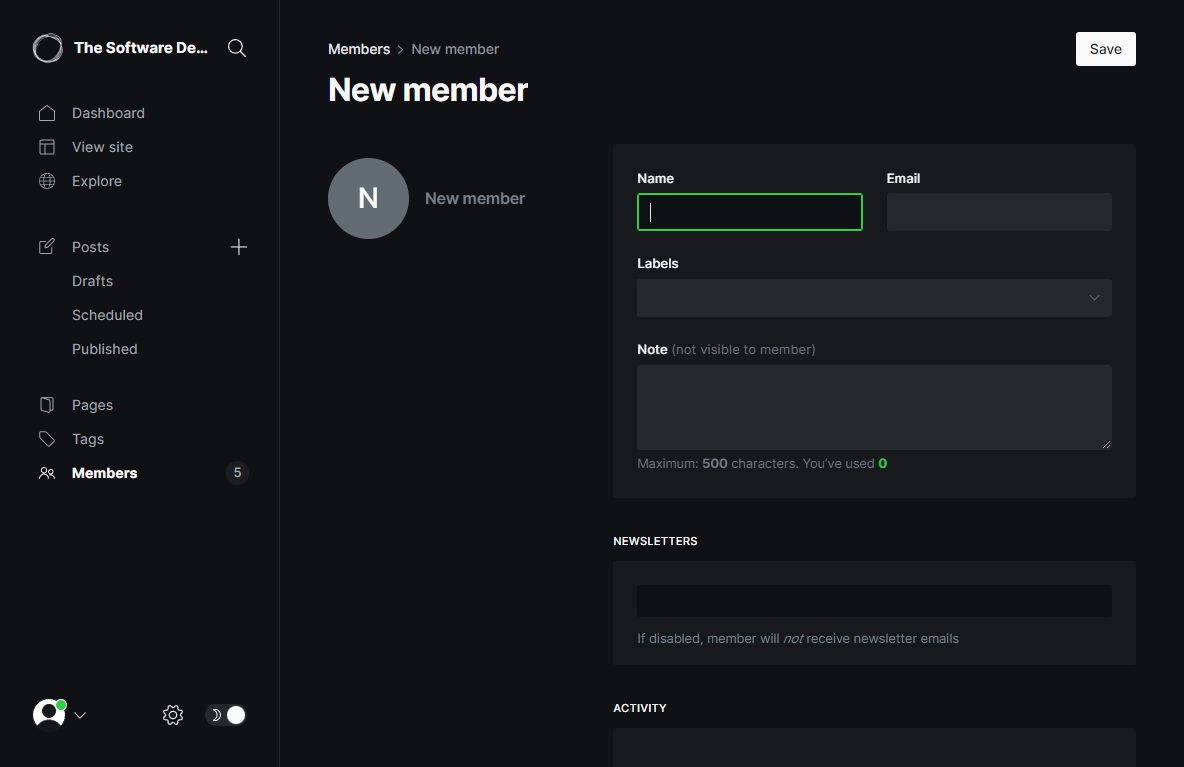 The Software De...
Dashboard
View site
Explore
Posts
Drafts
Scheduled
Published
Pages
Tags
Members 5
Members > New member
Save
New member
N New member
Name Email
Labels
Note (not visible to member)
Maximum: 500 characters. You’ve used 0
NEWSLETTERS
If disabled, member will not receive newsletter emails
ACTIVITY